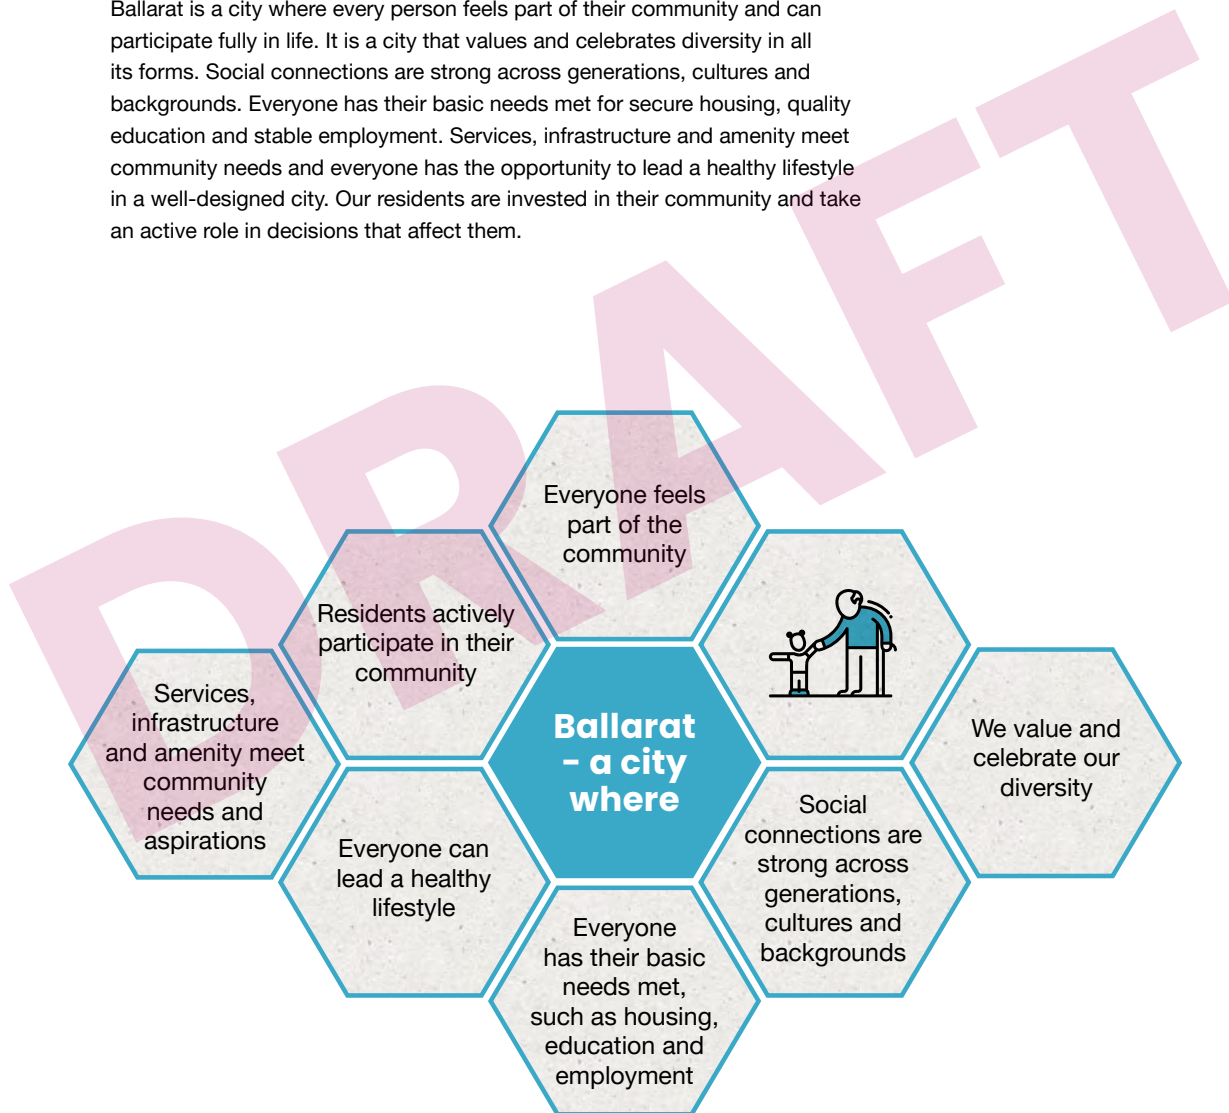 Ballarat is a city where every person feels part of their community and can
participate fully in life. It is a city that values and celebrates diversity in all
its forms. Social connections are strong across generations, cultures and
backgrounds. Everyone has their basic needs met for secure housing, quality
education and stable employment. Services, infrastructure and amenity meet
community needs and everyone has the opportunity to lead a healthy lifestyle
in a well-designed city. Our residents are invested in their community and take
an active role in decisions that affect them.
DRAFT
Everyone feels
part of the
community
Residents actively
participate in their
community
Services,
infrastructure
and amenity meet
community
needs and
aspirations
Ballarat
- a city
where
We value and
celebrate our
diversity
Everyone can
lead a healthy
lifestyle
Social
connections are
strong across
generations,
cultures and
backgrounds
Everyone
has their basic
needs met,
such as housing,
education and
employment